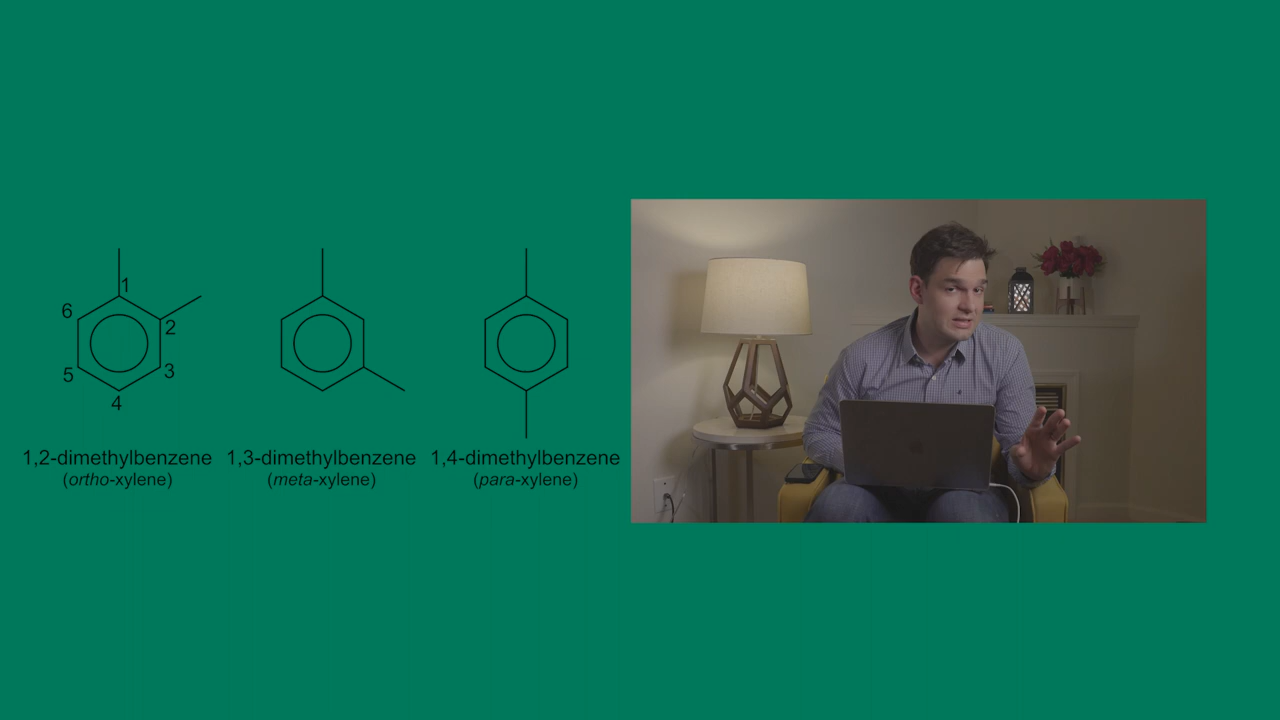 1
6
2
5
3
4
1,2-dimethylbenzene
(ortho-xylene)
1,3-dimethylbenzene
(meta-xylene)
1,4-dimethylbenzene
(para-xylene)